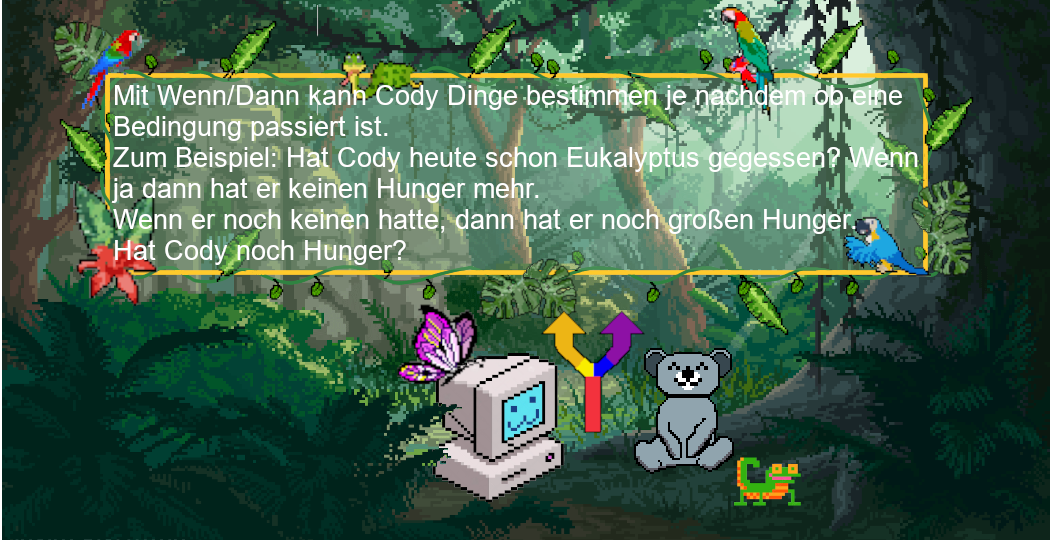 Mit Wenn/Dann kann Cody Dinge bestimmen je nachdem ob eine
Bedingung passiert ist.
Zum Beispiel: Hat Cody heute schon Eukalyptus gegessen? Wenn
ja dann hat er keinen Hunger mehr.
Wenn er noch keinen hatte, dann hat er noch großen Hunger.
Hat Cody noch Hunger?